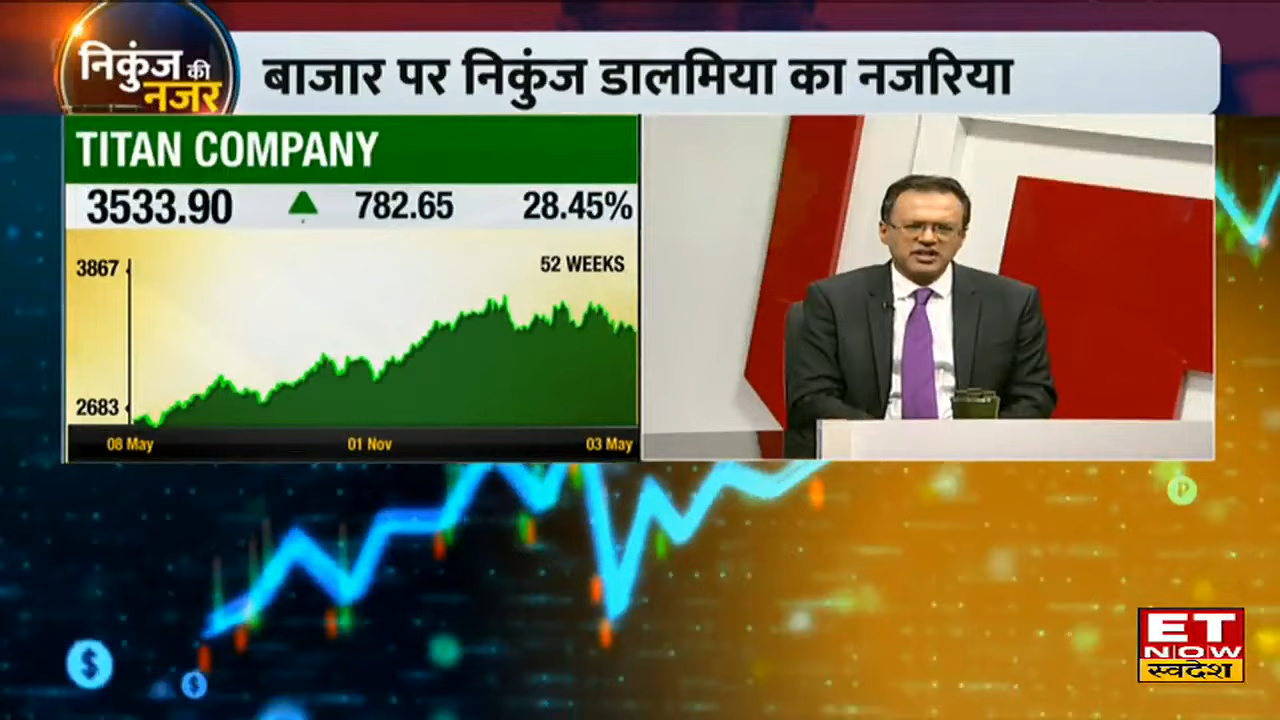 निकुंज की
नजर
बाजार पर निकुंज डालमिया का नजरिया
TITAN COMPANY
3533.90 ▲ 782.65 28.45%
52 WEEKS
3867
2683
08 May 01 Nov 03 May
$
$
P
ET
NOW
स्वदेश